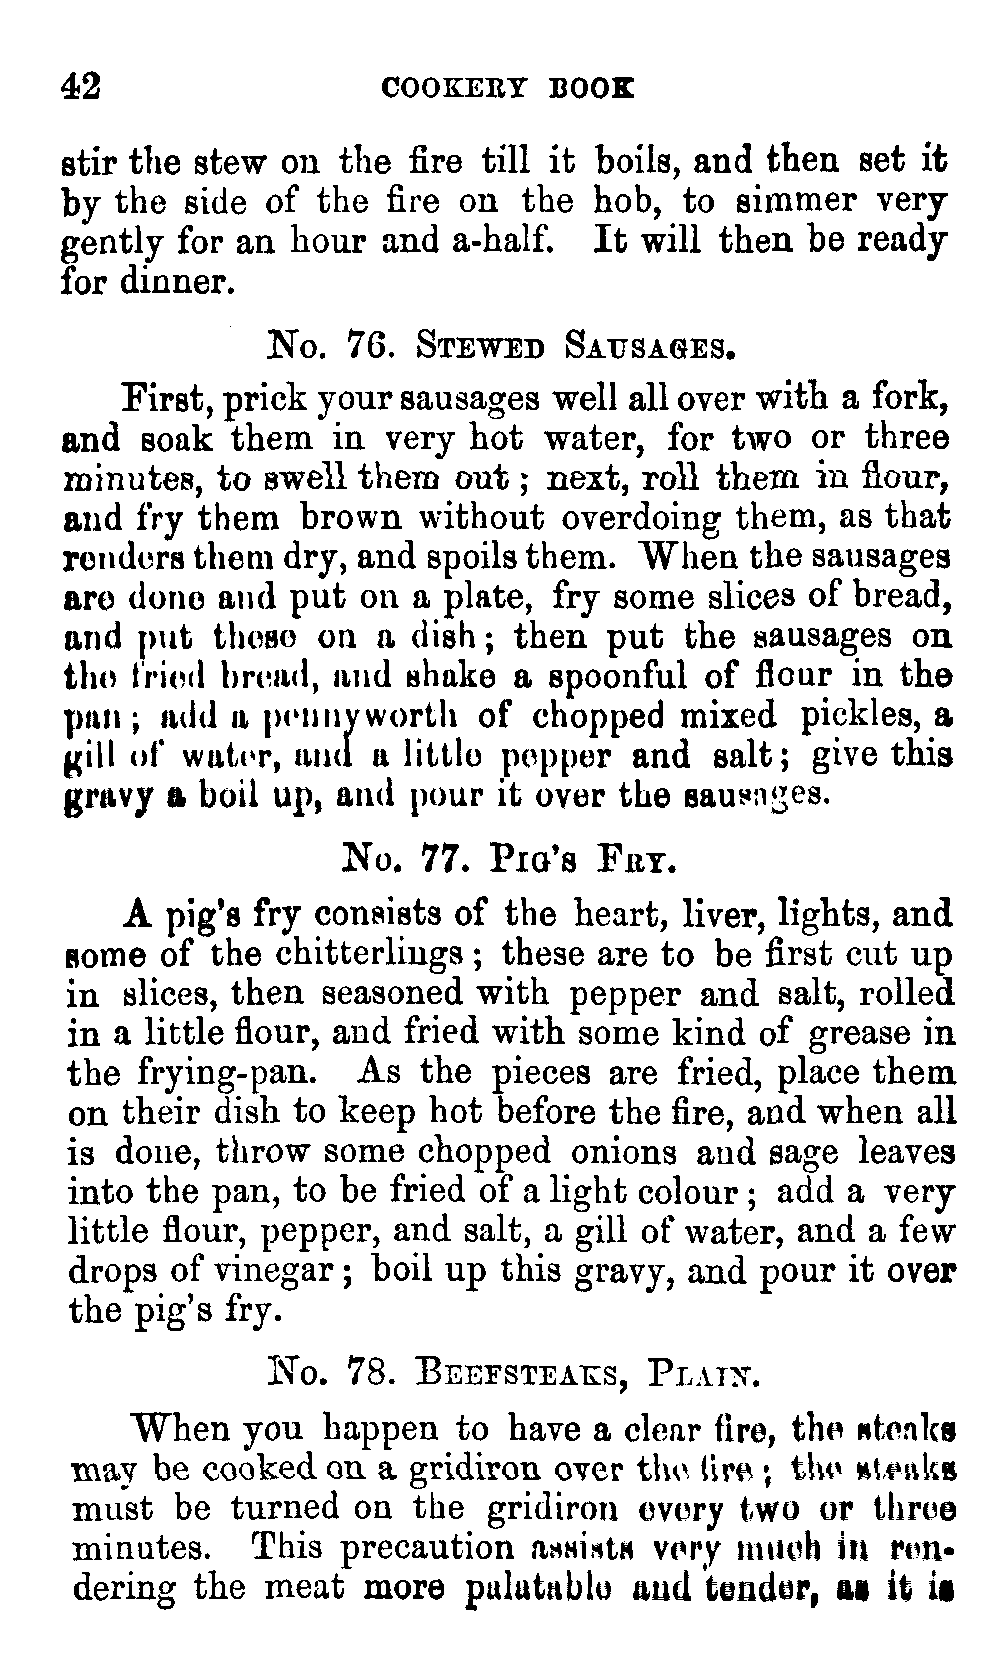 42 COOKERY BOOK
stir the stew on the fire till it boils, and then set it
by the side of the fire on the hob, to simmer very
gently for an hour and a-half. It will then be ready
for dinner.
No. 76. STEWED SAUSAGES.
First, prick your sausages well all over with a fork,
and soak them in very hot water, for two or three
minutes, to swell them out; next, roll them in flour,
and fry them brown without overdoing them, as that
renders them dry, and spoils them. When the sausages
are done and put on a plate, fry some slices of bread,
and put these on a dish; then put the sausages on
the fried bread, and shake a spoonful of flour in the
pan; add a pennyworth of chopped mixed pickles, a
gill of water, and a little pepper and salt; give this
gravy a boil up, and pour it over the sausages.
No. 77. PIG'S FRY.
A pig's fry consists of the heart, liver, lights, and
some of the chitterlings; these are to be first cut up
in slices, then seasoned with pepper and salt, rolled
in a little flour, and fried with some kind of grease in
the frying-pan. As the pieces are fried, place them
on their dish to keep hot before the fire, and when all
is done, throw some chopped onions and sage leaves
into the pan, to be fried of a light colour; add a very
little flour, pepper, and salt, a gill of water, and a few
drops of vinegar; boil up this gravy, and pour it over
the pig's fry.
No. 78. BEEFSTEAKS, PLAIN.
When you happen to have a clear fire, the steaks
may be cooked on a gridiron over the fire; the steaks
must be turned on the gridiron every two or three
minutes. This precaution assists very much in ren-
dering the meat more palatable and tender, as it is